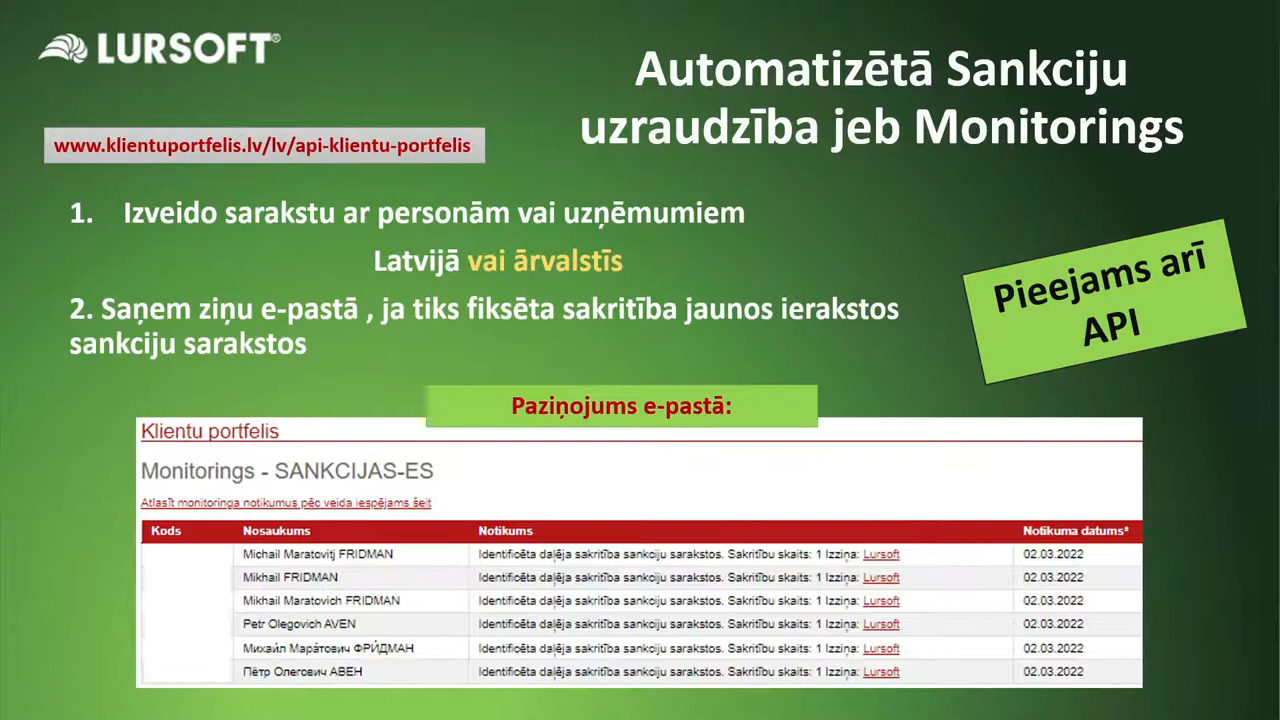 LURSOFT®
Automatizētā Sankciju
uzraudzība jeb Monitorings
www.klientuportfelis.lv/lv/api-klientu-portfelis
1. Izveido sarakstu ar personām vai uzņēmumiem
Latvijā vai ārvalstīs
2. Saņem ziņu e-pastā , ja tiks fiksēta sakritība jaunos ierakstos
sankciju sarakstos
Pieejams arī
API
Paziņojums e-pastā:
Klientu portfelis
Monitorings - SANKCIJAS-ES
Atlasīt monitoringa notikumus pēc veida iespējams šeit
Kods Nosaukums Notikums Notikuma datums*
Michail Maratovitj FRIDMAN Identificēta daļēja sakritība sankciju sarakstos. Sakritību skaits: 1 Izziņa: Lursoft 02.03.2022
Mikhail FRIDMAN Identificēta daļēja sakritība sankciju sarakstos. Sakritību skaits: 1 Izziņa: Lursoft 02.03.2022
Mikhail Maratovich FRIDMAN Identificēta daļēja sakritība sankciju sarakstos. Sakritību skaits: 1 Izziņa: Lursoft 02.03.2022
Petr Olegovich AVEN Identificēta daļēja sakritība sankciju sarakstos. Sakritību skaits: 1 Izziņa: Lursoft 02.03.2022
Михаи́л Мара́тович ФРИ́ДМАН Identificēta daļēja sakritība sankciju sarakstos. Sakritību skaits: 1 Izziņa: Lursoft 02.03.2022
Пётр Олегович АВЕН Identificēta daļēja sakritība sankciju sarakstos. Sakritību skaits: 1 Izziņa: Lursoft 02.03.2022